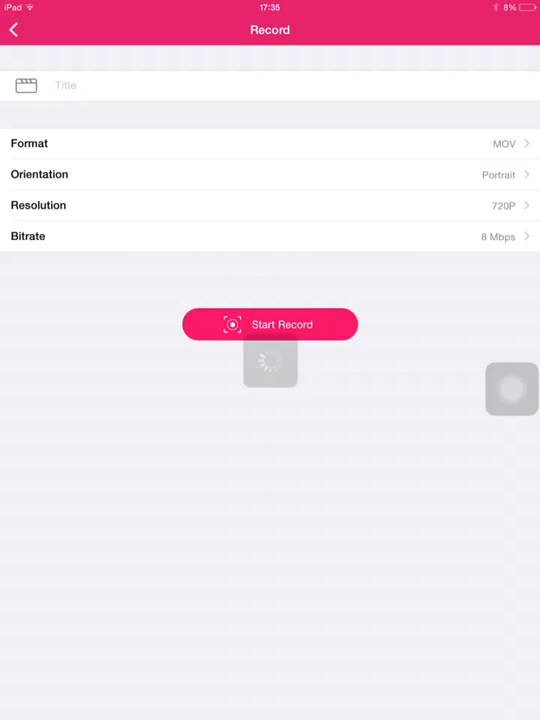 iPad 17:35 8%
Record
Title
Format MOV
Orientation Portrait
Resolution 720P
Bitrate 8 Mbps
Start Record